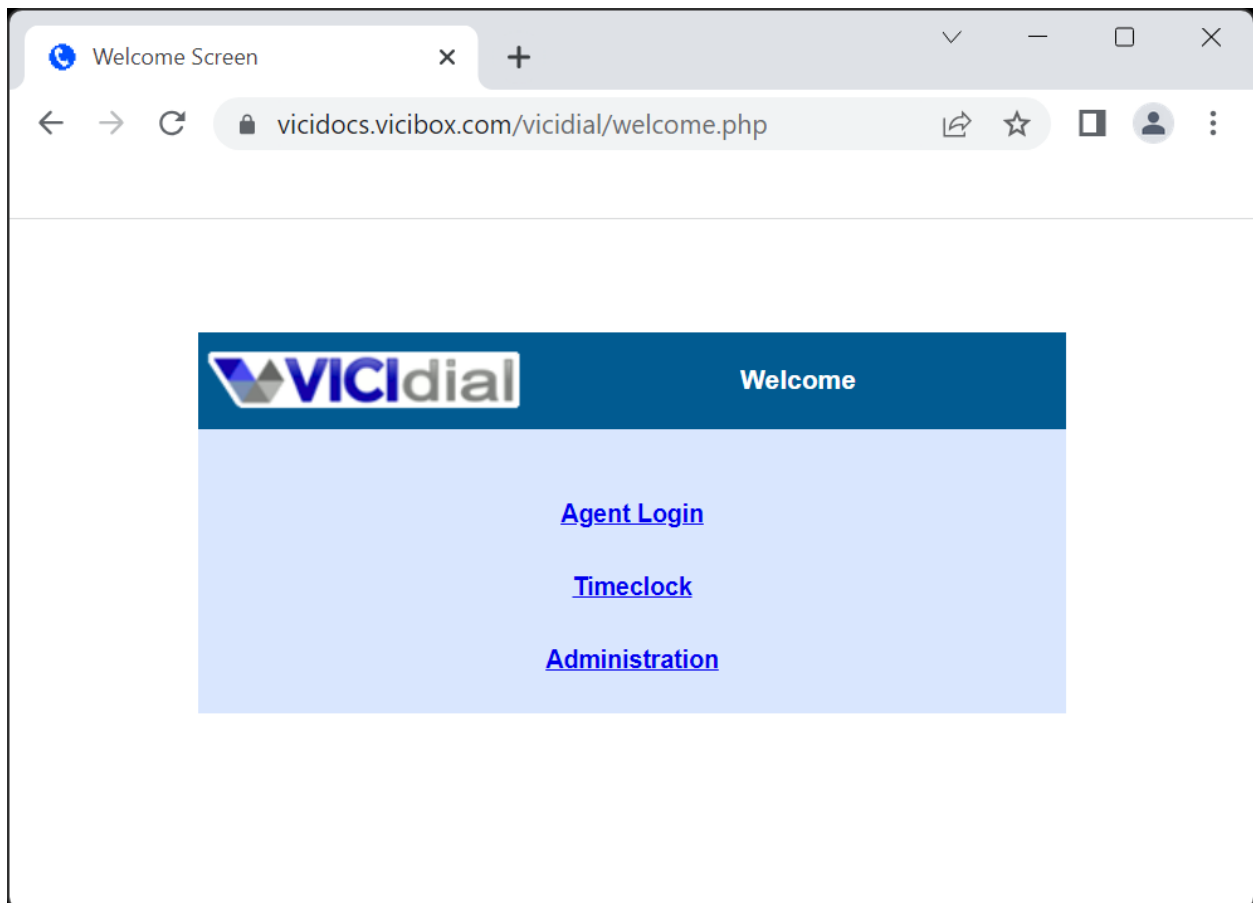 Welcome Screen
vicidocs.vicibox.com/vicidial/welcome.php
VICIdial
Welcome
Agent Login
Timeclock
Administration